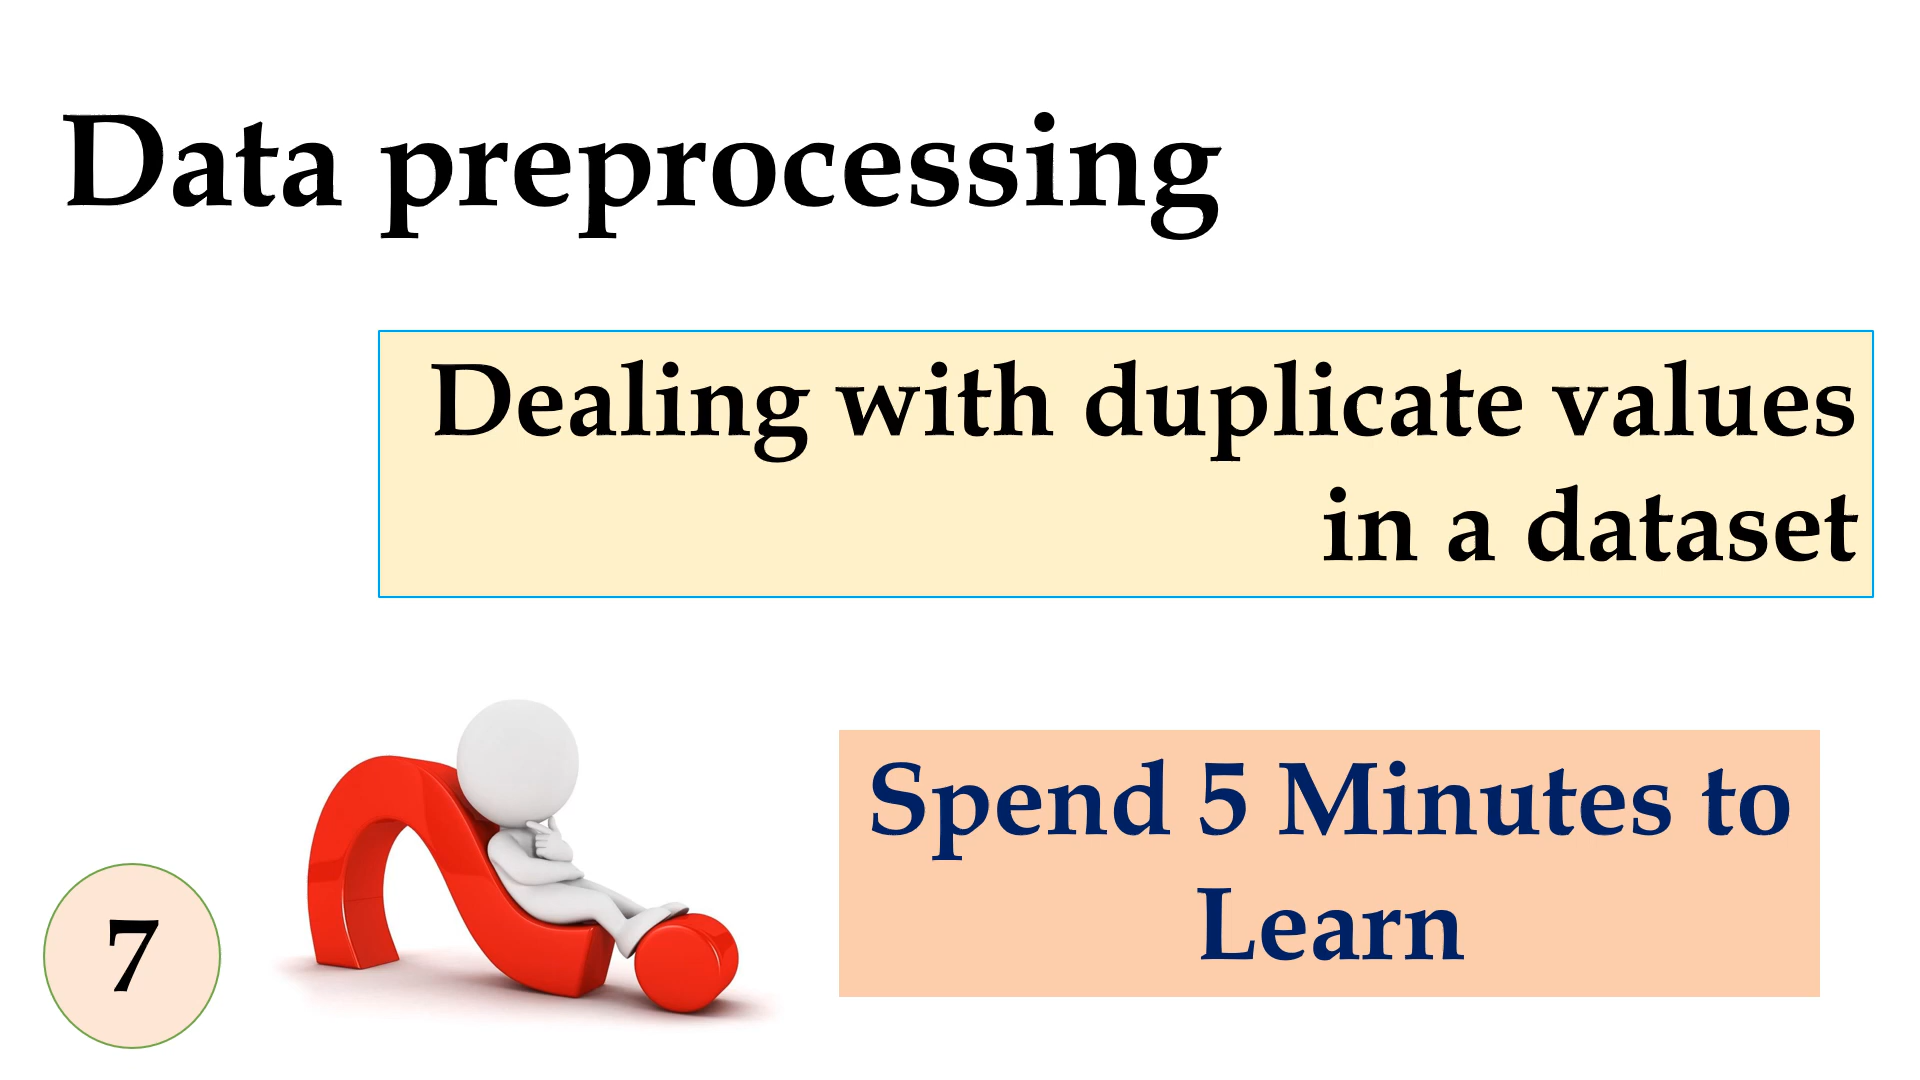 Data preprocessing
Dealing with duplicate values
in a dataset
Spend 5 Minutes to
Learn
7